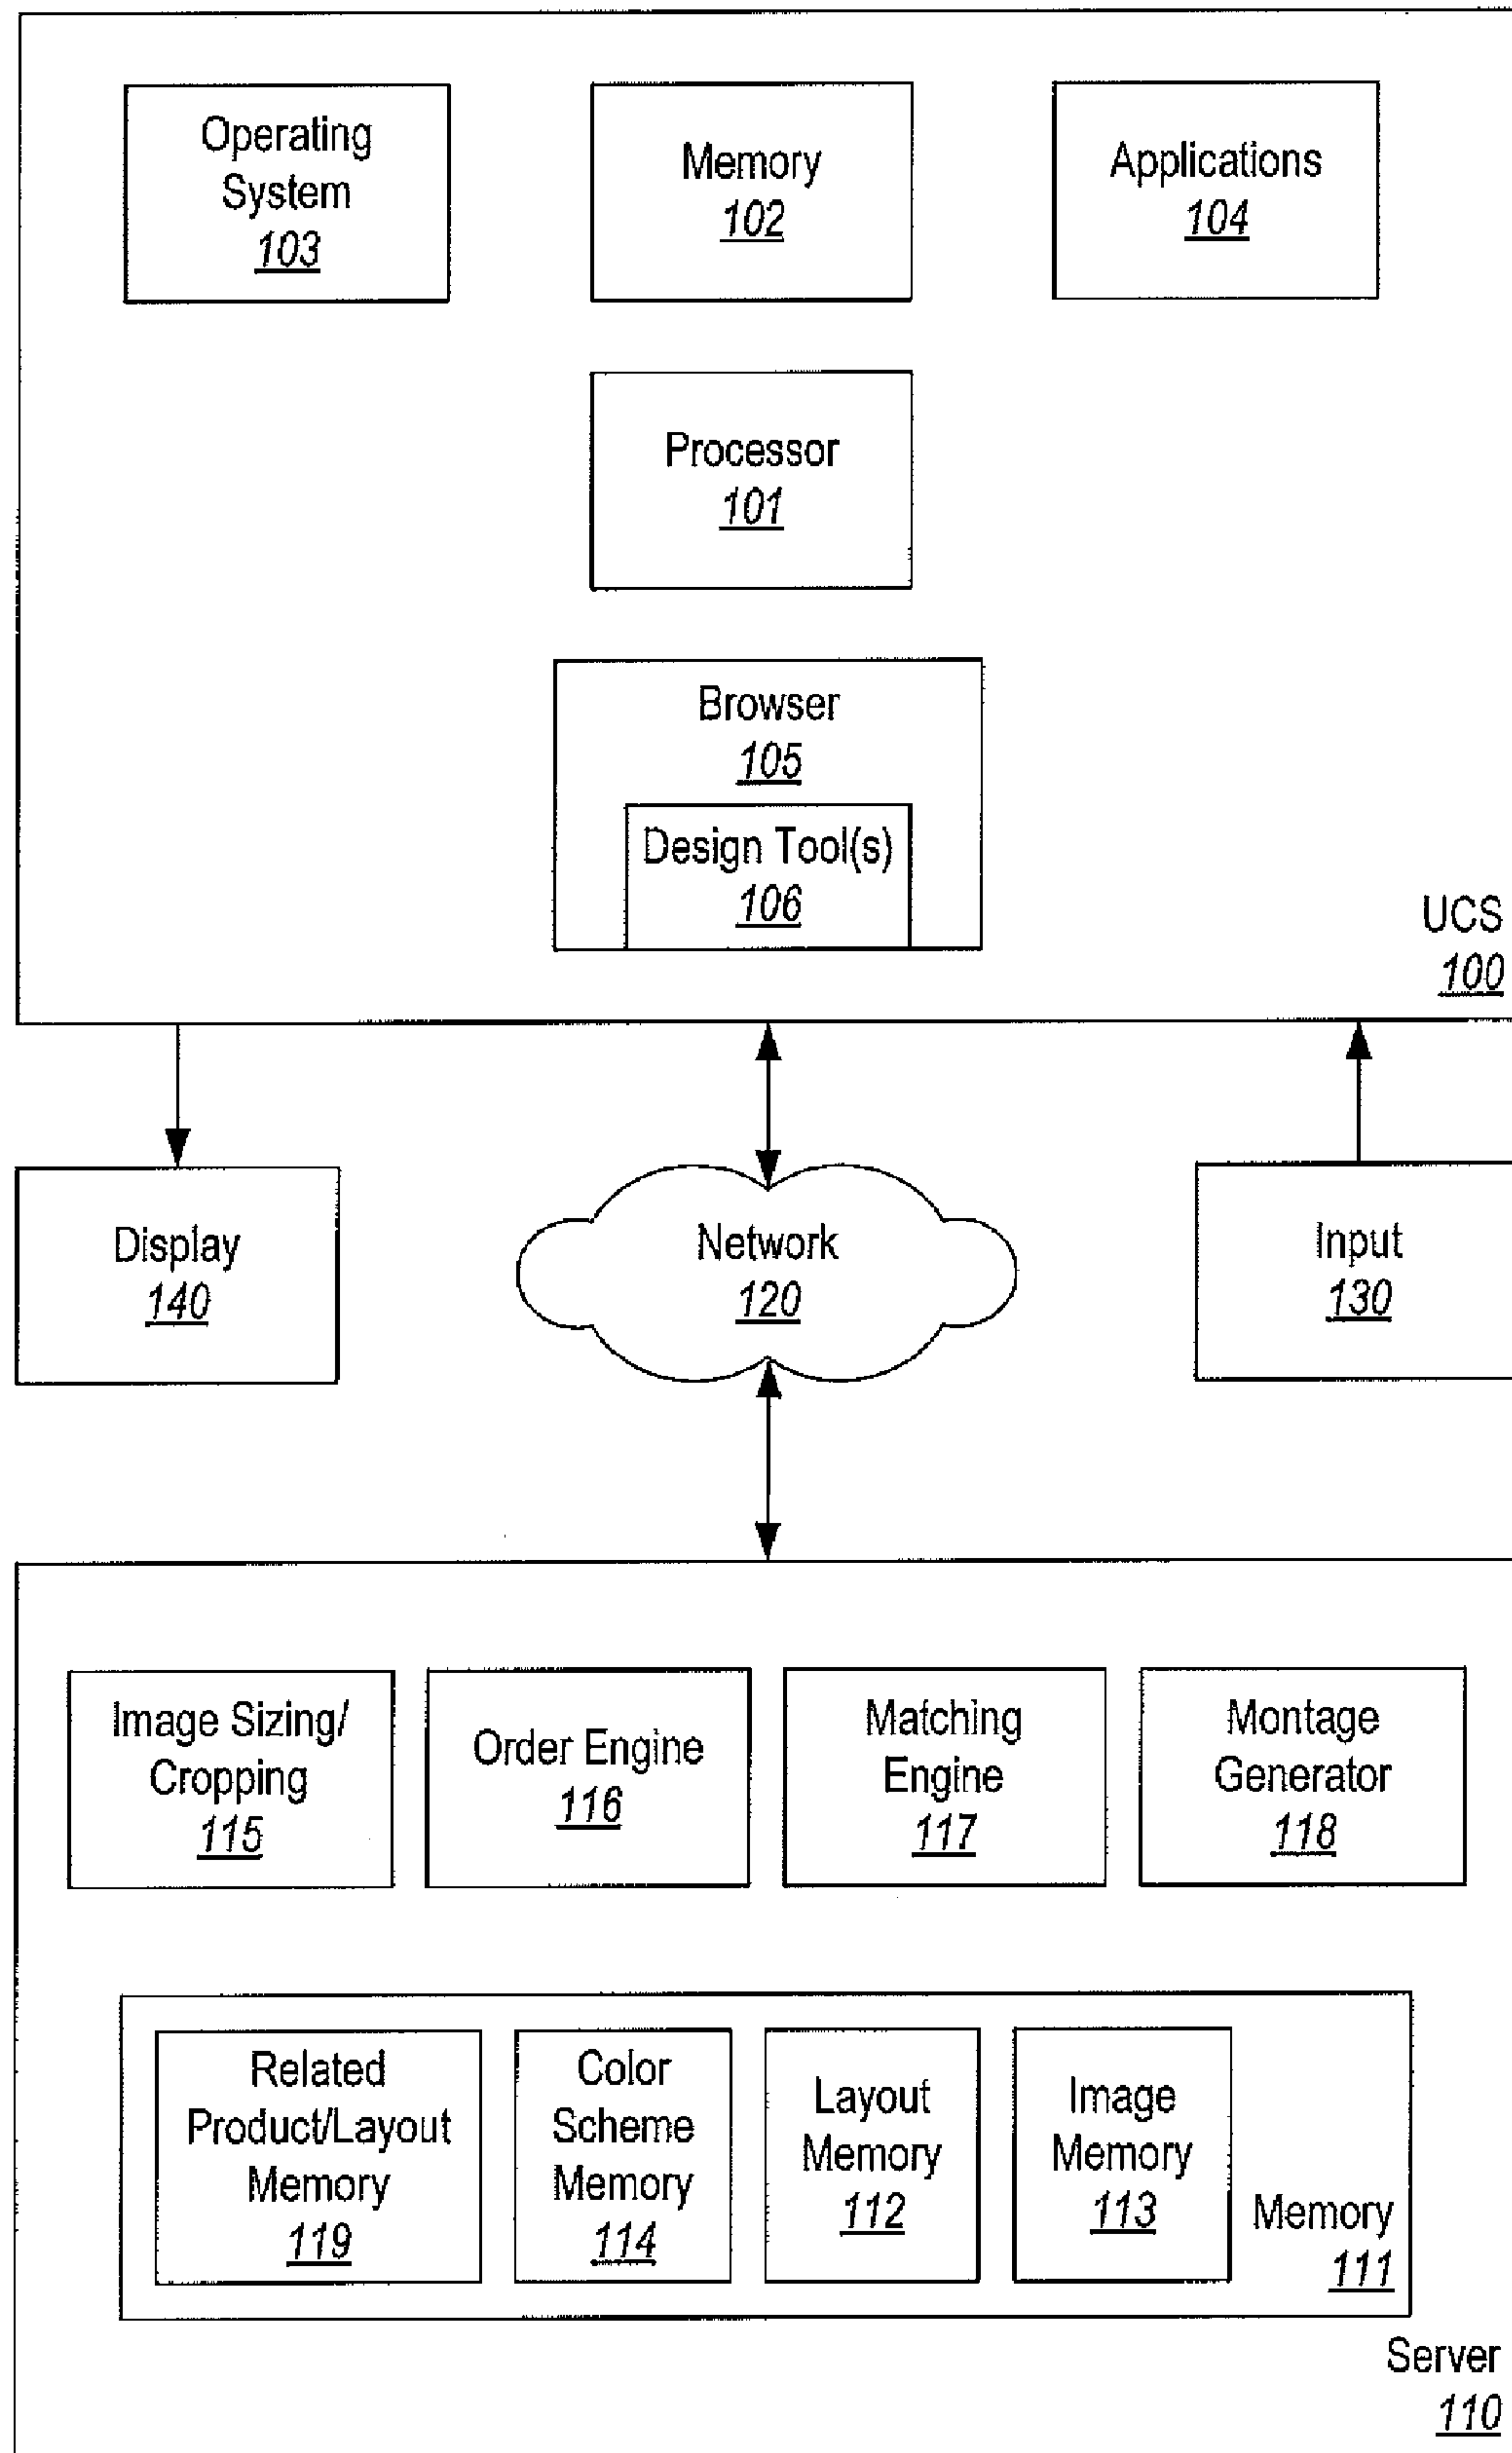 Operating
System
103
Memory
102
Applications
104
Processor
101
Browser
105
Design Tool(s)
106
UCS
100
Display
140
Network
120
Input
130
Image Sizing/
Cropping
115
Order Engine
116
Matching
Engine
117
Montage
Generator
118
Related
Product/Layout
Memory
119
Color
Scheme
Memory
114
Layout
Memory
112
Image
Memory
113
Memory
111
Server
110